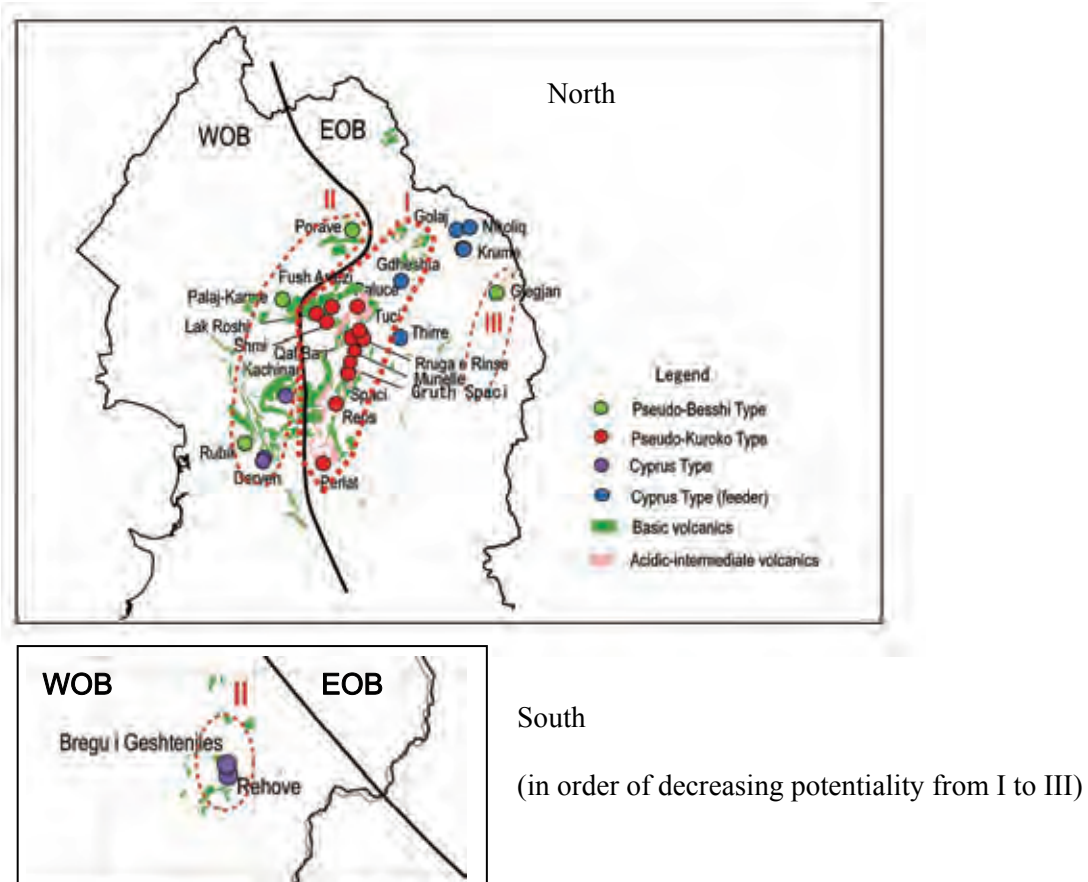 North
WOB
EOB
II
I
Porave
Golaj
Nikoliq
Krume
Gdheshta
Fush Arrezi
Palaj-Karme
Gjegjan
III
Lak Roshi
Tuci
Thirre
Shmi
Qaf Bari
Rruga e Rinse
Kachinar
Munelle
Gruth Spaci
Spaci
Reps
Rubik
Derven
Perlat
Legend
Pseudo-Besshi Type
Pseudo-Kuroko Type
Cyprus Type
Cyprus Type (feeder)
Basic volcanics
Acidic-intermediate volcanics
WOB
II
EOB
Bregu i Geshtenjies
Rehove
South
(in order of decreasing potentiality from I to III)